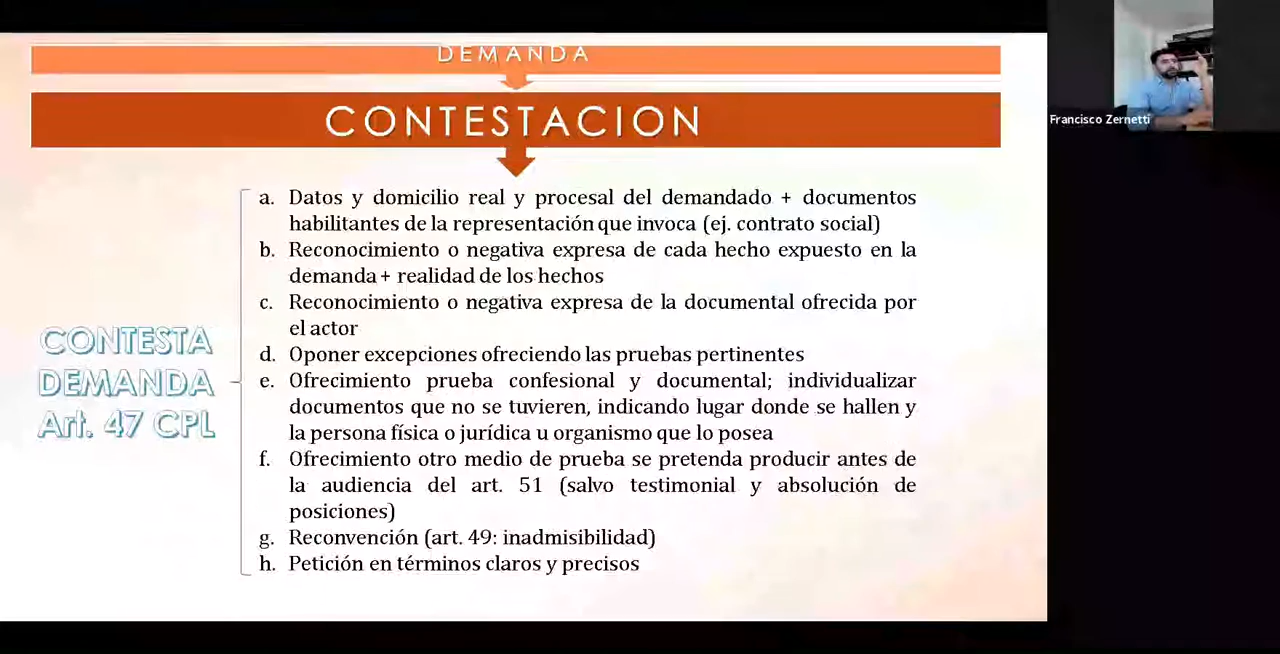 DEMANDA
CONTESTACION
Francisco Zernetti
CONTESTA
DEMANDA
Art. 47 CPL
a. Datos y domicilio real y procesal del demandado + documentos
habilitantes de la representación que invoca (ej. contrato social)
b. Reconocimiento o negativa expresa de cada hecho expuesto en la
demanda + realidad de los hechos
c. Reconocimiento o negativa expresa de la documental ofrecida por
el actor
d. Oponer excepciones ofreciendo las pruebas pertinentes
e. Ofrecimiento prueba confesional y documental; individualizar
documentos que no se tuvieren, indicando lugar donde se hallen y
la persona física o jurídica u organismo que lo posea
f. Ofrecimiento otro medio de prueba se pretenda producir antes de
la audiencia del art. 51 (salvo testimonial y absolución de
posiciones)
g. Reconvención (art. 49: inadmisibilidad)
h. Petición en términos claros y precisos